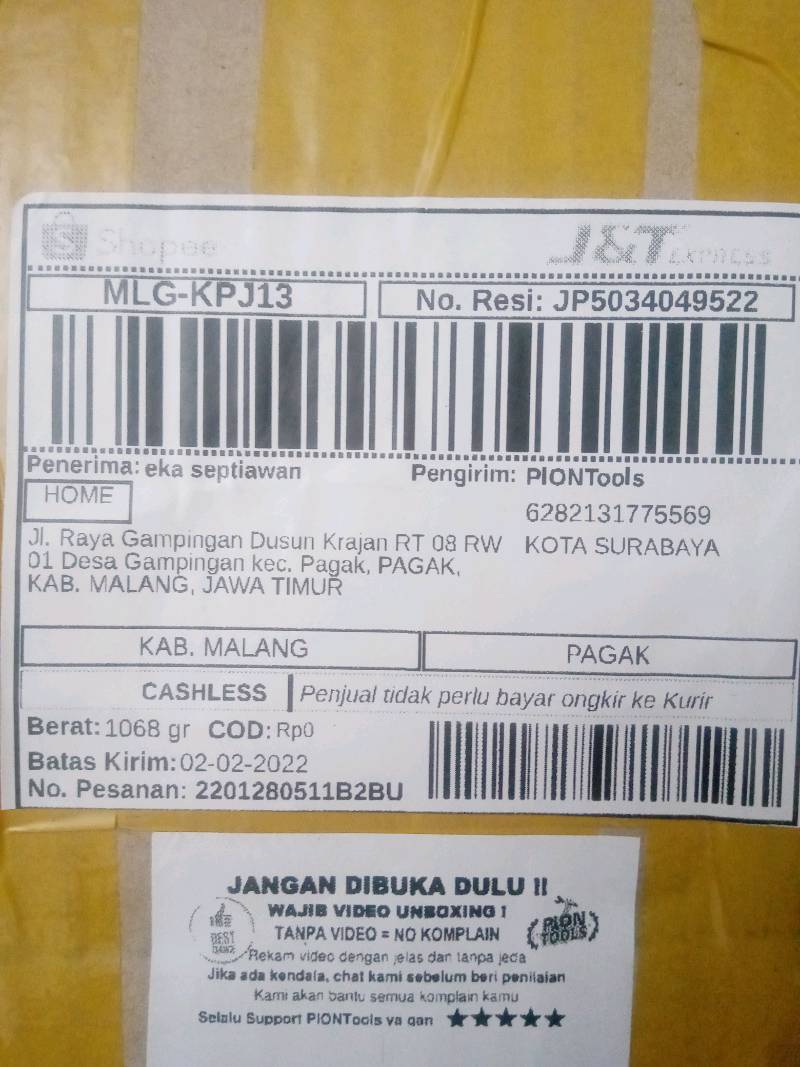 Shopee
J&T EXPRESS
MLG-KPJ13
No. Resi: JP5034049522
Penerima: eka septiawan
HOME
Jl. Raya Gampingan Dusun Krajan RT 08 RW
01 Desa Gampingan kec. Pagak, PAGAK,
KAB. MALANG, JAWA TIMUR
Pengirim: PIONTools
6282131775569
KOTA SURABAYA
KAB. MALANG
PAGAK
CASHLESS
Penjual tidak perlu bayar ongkir ke Kurir
Berat: 1068 gr COD: Rp0
Batas Kirim: 02-02-2022
No. Pesanan: 2201280511B2BU
JANGAN DIBUKA DULU !!
WAJIB VIDEO UNBOXING !
TANPA VIDEO = NO KOMPLAIN
BEST
PION
TOOLS
Rekam video dengan jelas dan tanpa jeda
Jika ada kendala, chat kami sebelum beri penilaian
Kami akan bantu semua komplain kamu
Selalu Support PIONTools ya gan ★★★★★